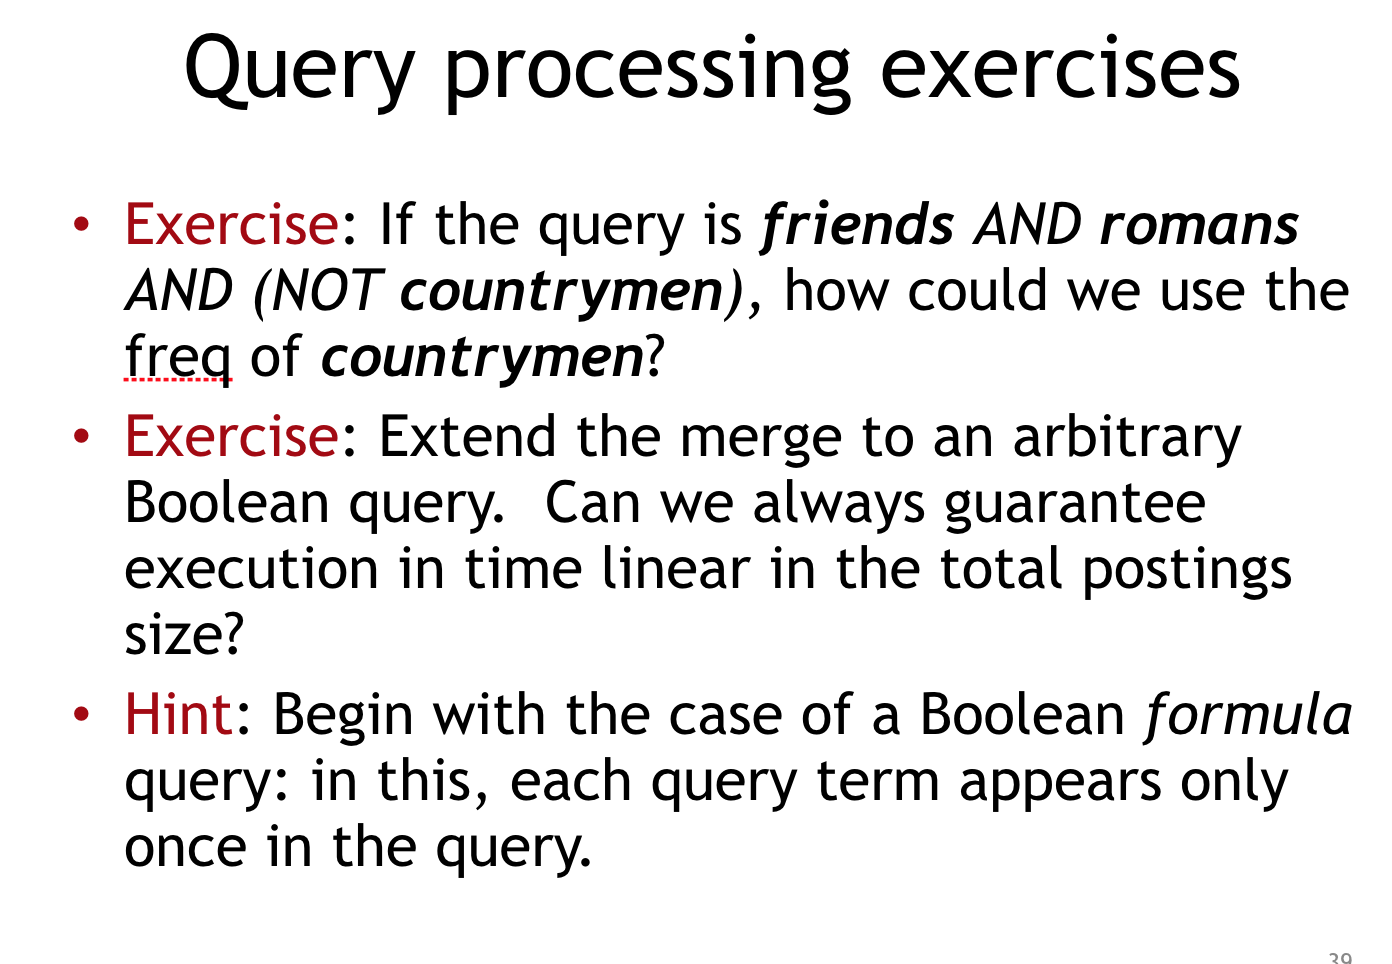 Query processing exercises
• Exercise: If the query is friends AND romans
AND (NOT countrymen), how could we use the
freq of countrymen?
• Exercise: Extend the merge to an arbitrary
Boolean query.  Can we always guarantee
execution in time linear in the total postings
size?
• Hint: Begin with the case of a Boolean formula
query: in this, each query term appears only
once in the query.
39